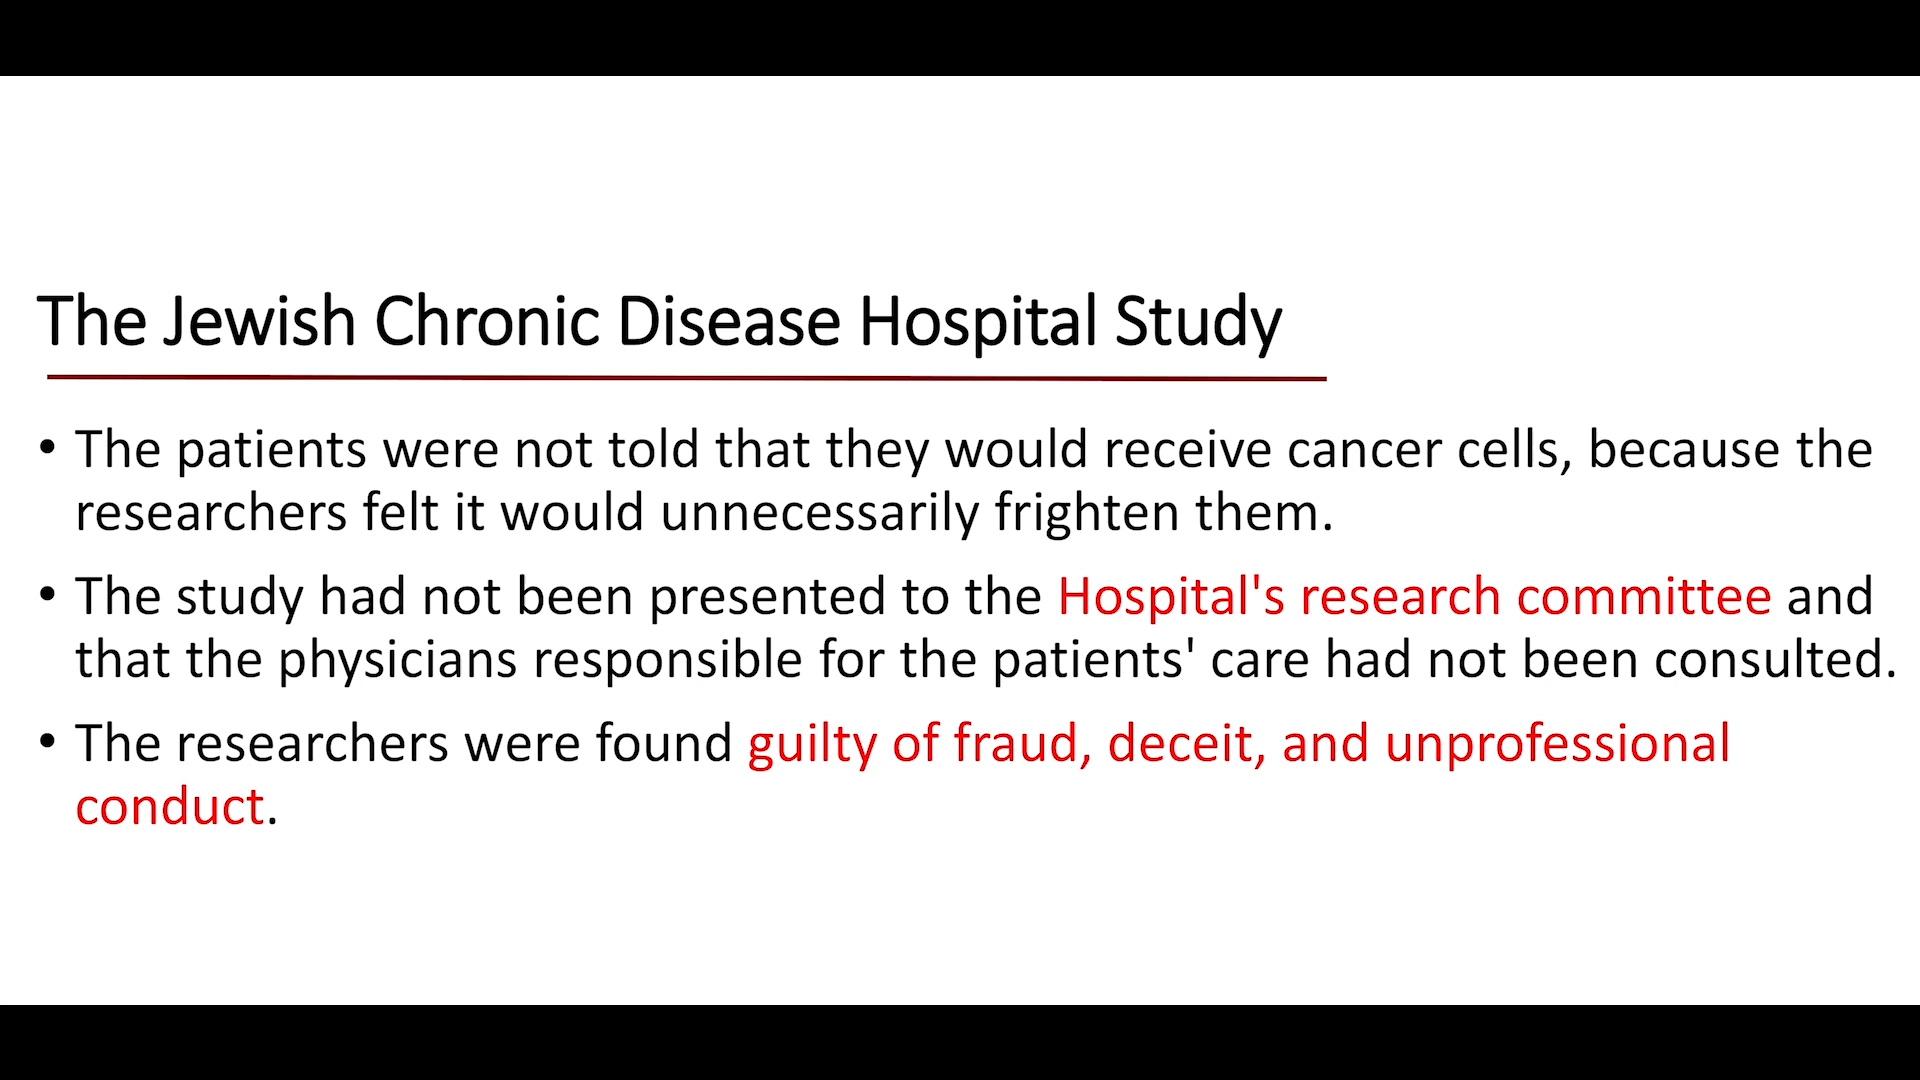 The Jewish Chronic Disease Hospital Study
• The patients were not told that they would receive cancer cells, because the
researchers felt it would unnecessarily frighten them.
• The study had not been presented to the Hospital's research committee and
that the physicians responsible for the patients' care had not been consulted.
• The researchers were found guilty of fraud, deceit, and unprofessional
conduct.